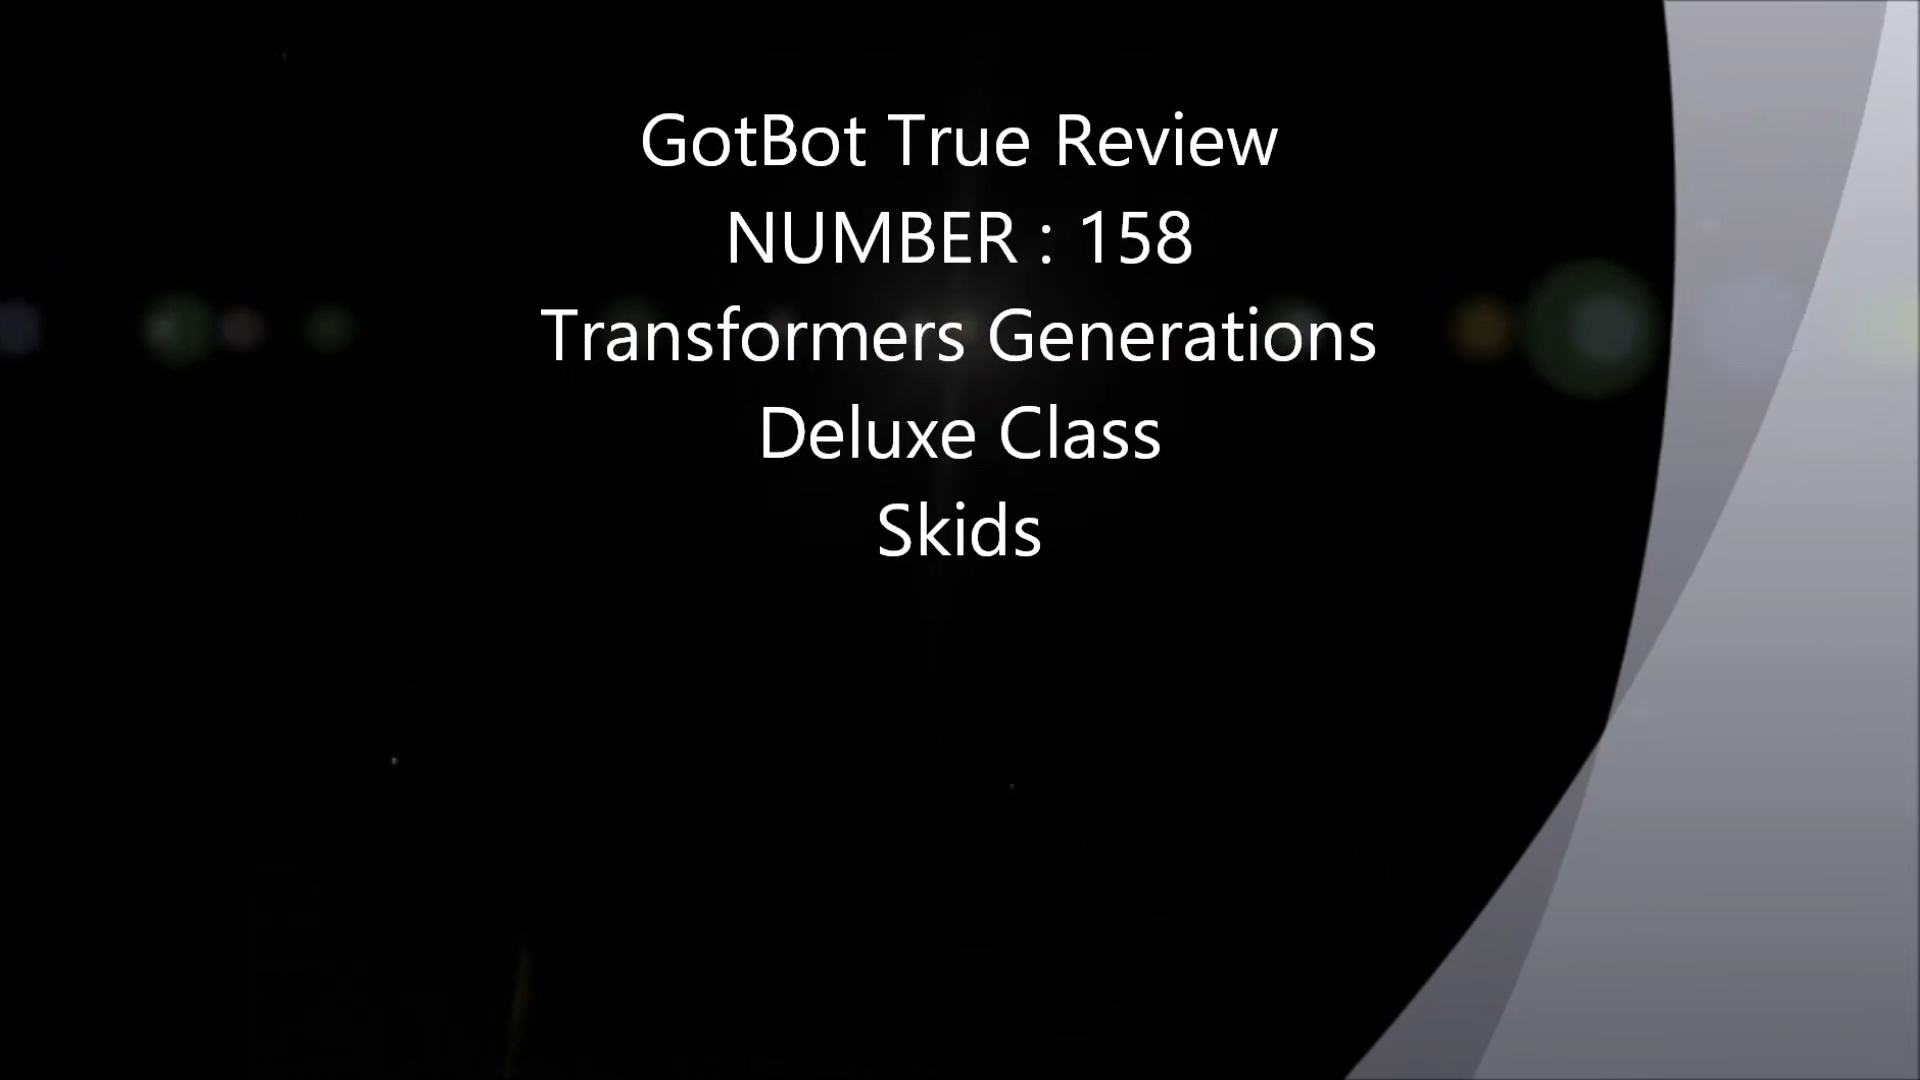 GotBot True Review
NUMBER : 158
Transformers Generations
Deluxe Class
Skids